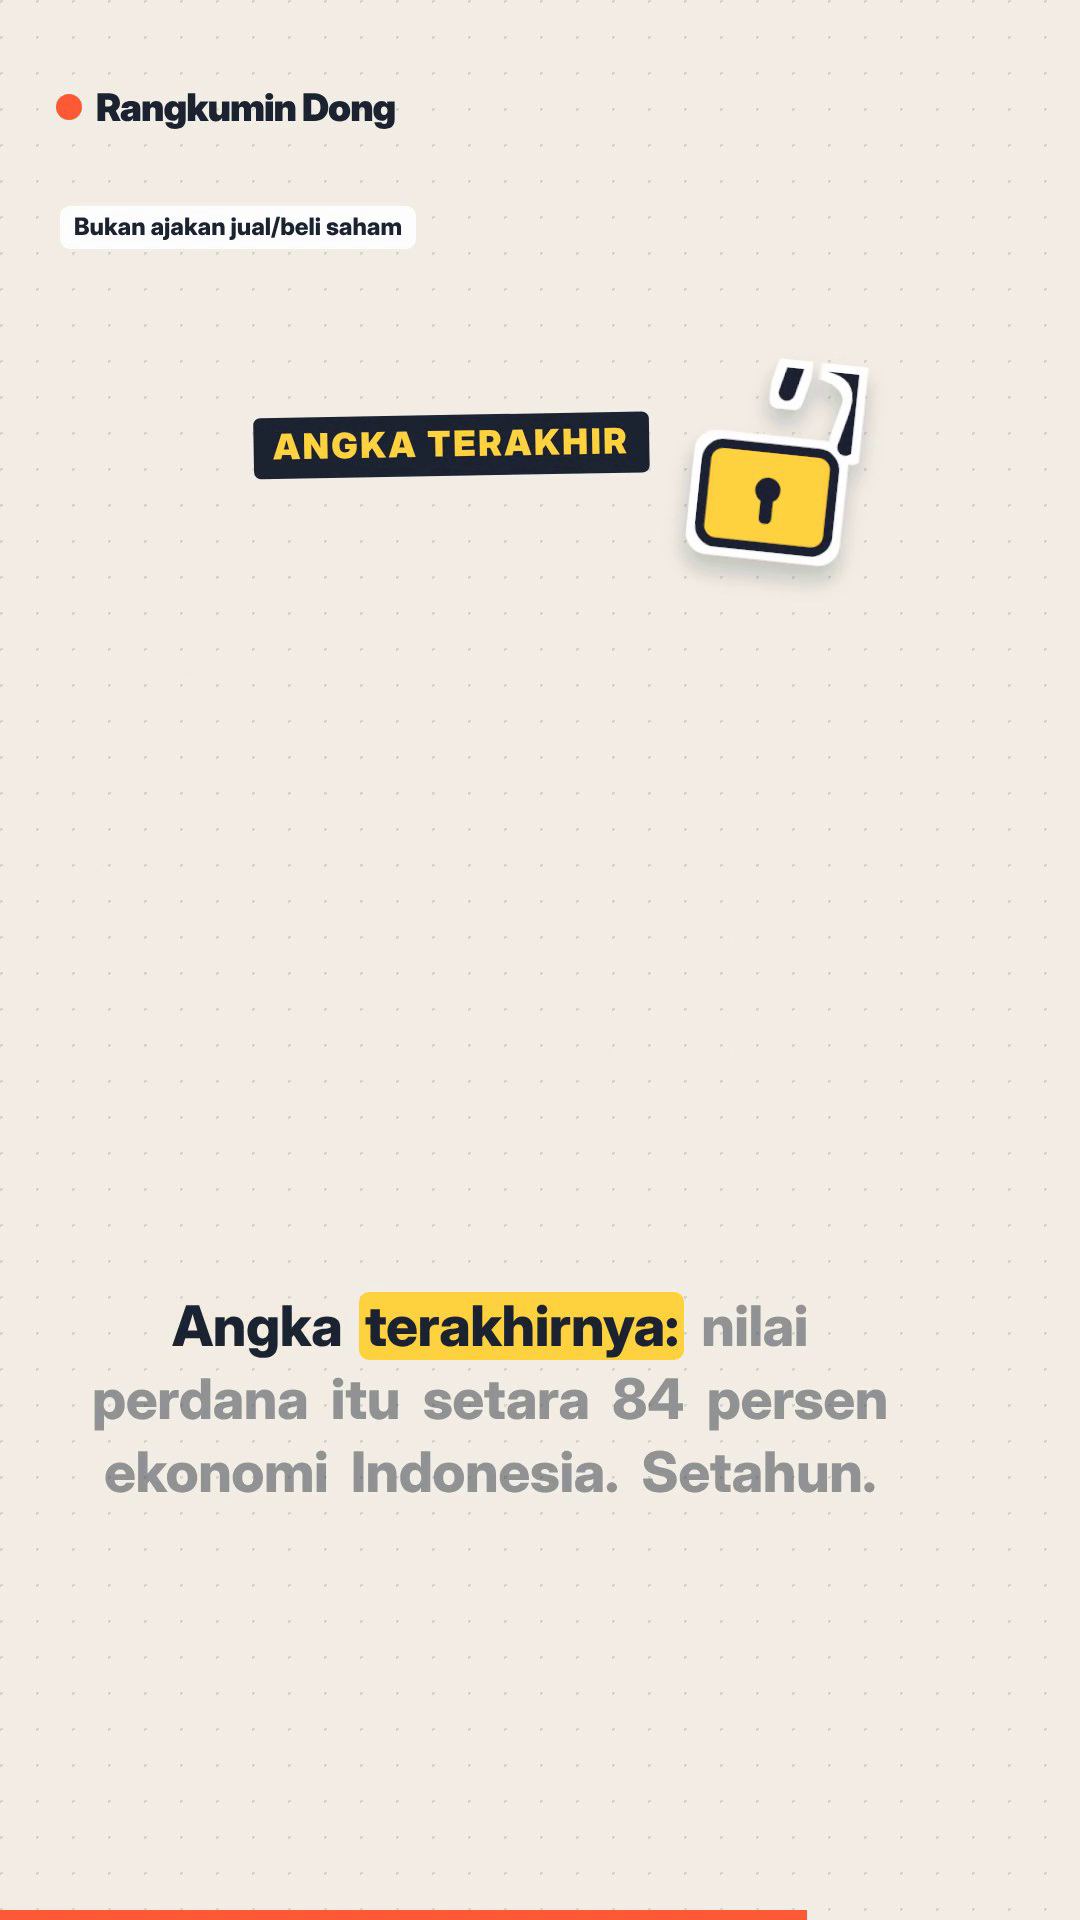 Rangkumin Dong
Bukan ajakan jual/beli saham
ANGKA TERAKHIR
Angka terakhirnya: nilai
perdana itu setara 84 persen
ekonomi Indonesia. Setahun.